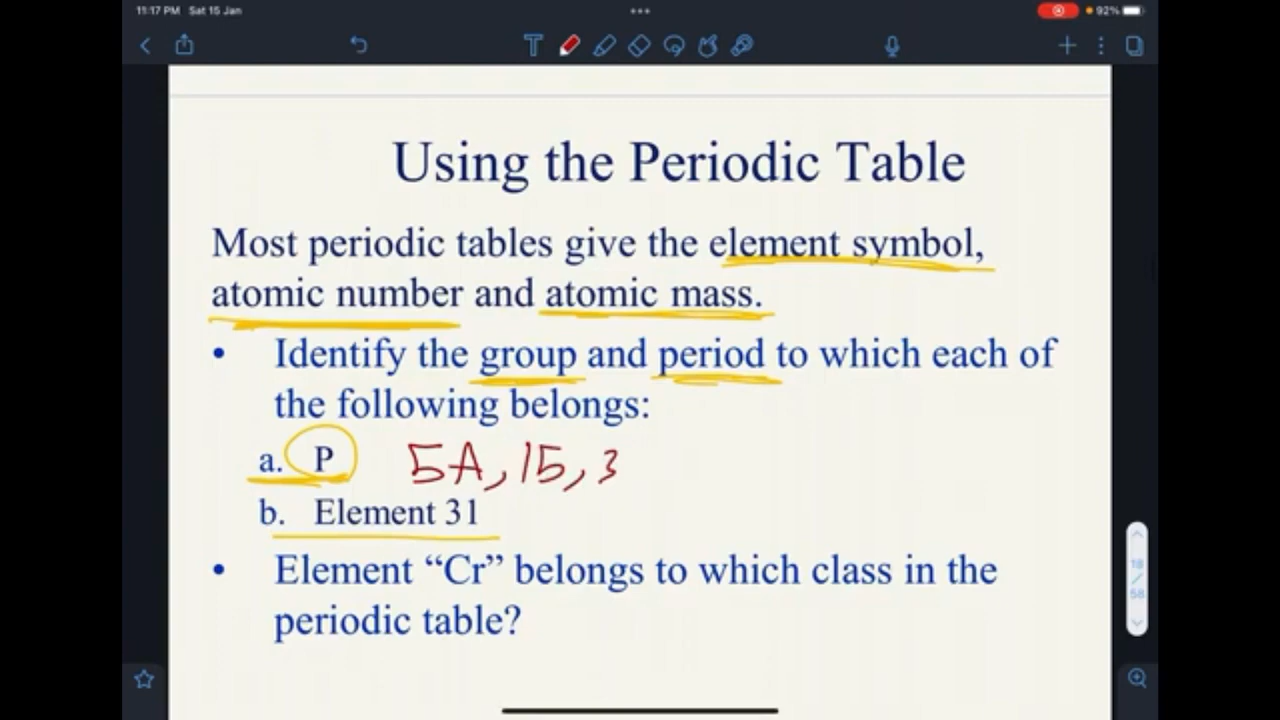 11:17 PM Sat 15 Jan
92%
T
Using the Periodic Table
Most periodic tables give the element symbol,
atomic number and atomic mass.
• Identify the group and period to which each of
the following belongs:
a. P 5A, 15, 3
b. Element 31
• Element “Cr” belongs to which class in the
periodic table?
18
/
58